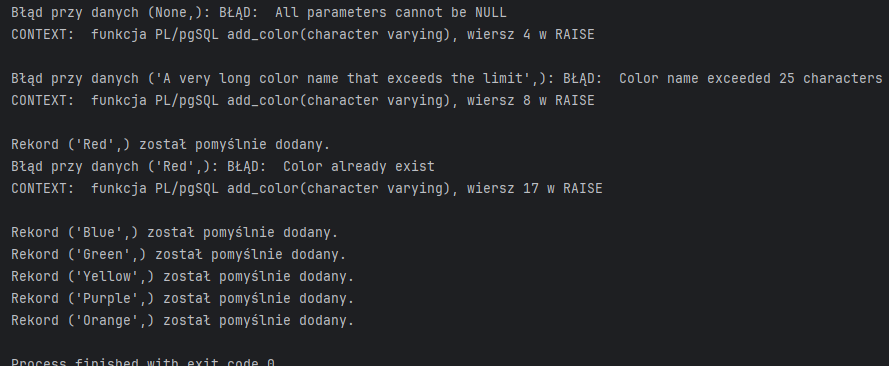 Błąd przy danych (None,): BŁĄD:  All parameters cannot be NULL
CONTEXT:  funkcja PL/pgSQL add_color(character varying), wiersz 4 w RAISE
Błąd przy danych ('A very long color name that exceeds the limit',): BŁĄD:  Color name exceeded 25 characters
CONTEXT:  funkcja PL/pgSQL add_color(character varying), wiersz 8 w RAISE
Rekord ('Red',) został pomyślnie dodany.
Błąd przy danych ('Red',): BŁĄD:  Color already exist
CONTEXT:  funkcja PL/pgSQL add_color(character varying), wiersz 17 w RAISE
Rekord ('Blue',) został pomyślnie dodany.
Rekord ('Green',) został pomyślnie dodany.
Rekord ('Yellow',) został pomyślnie dodany.
Rekord ('Purple',) został pomyślnie dodany.
Rekord ('Orange',) został pomyślnie dodany.
Process finished with exit code 0